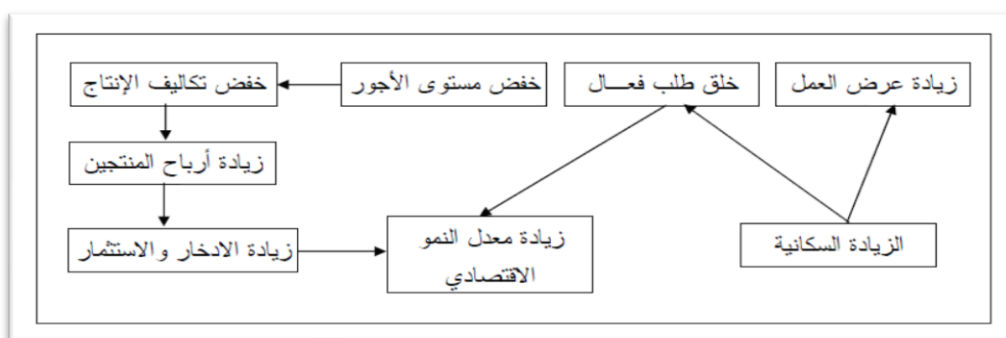 زيادة عرض العمل
خلق طلب فعـــال
خفض مستوى الأجور
خفض تكاليف الإنتاج
زيادة أرباح المنتجين
زيادة الادخار والاستثمار
زيادة معدل النمو
الاقتصادي
الزيادة السكانية